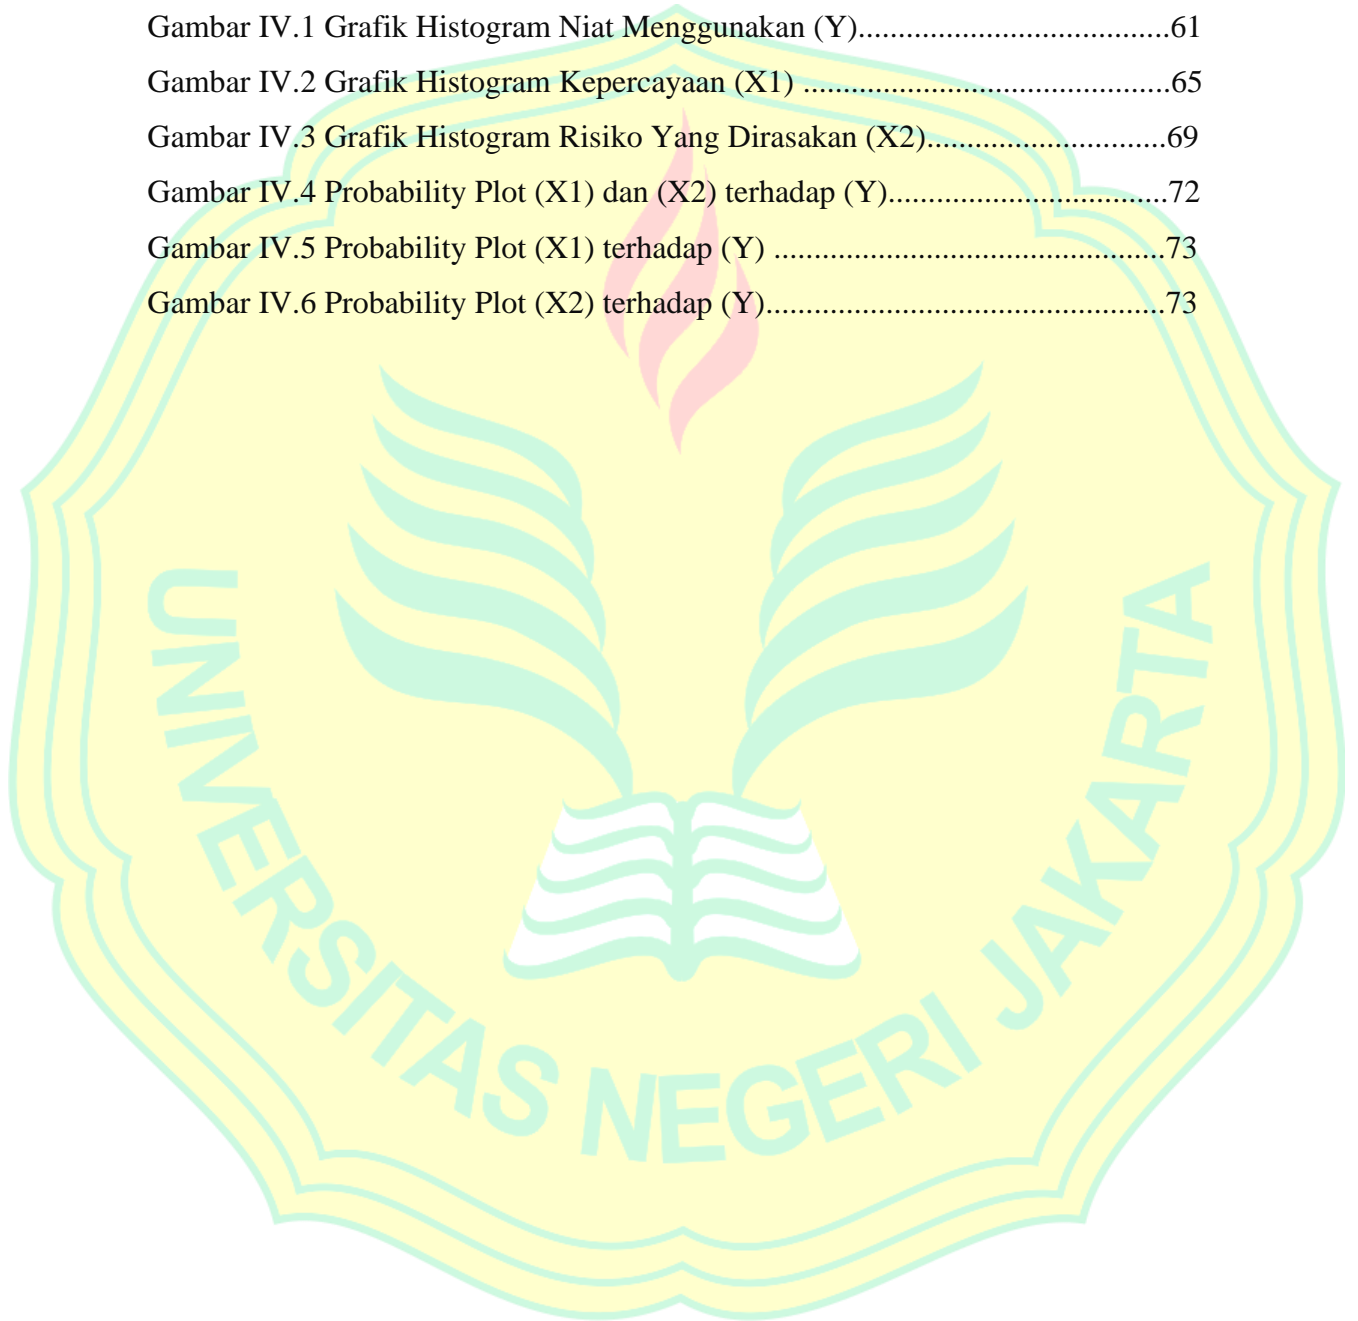 Gambar IV.1 Grafik Histogram Niat Menggunakan (Y).......................................61
Gambar IV.2 Grafik Histogram Kepercayaan (X1) ..............................................65
Gambar IV.3 Grafik Histogram Risiko Yang Dirasakan (X2)..............................69
Gambar IV.4 Probability Plot (X1) dan (X2) terhadap (Y)...................................72
Gambar IV.5 Probability Plot (X1) terhadap (Y) .................................................73
Gambar IV.6 Probability Plot (X2) terhadap (Y)..................................................73
UNIVERSITAS NEGERI JAKARTA